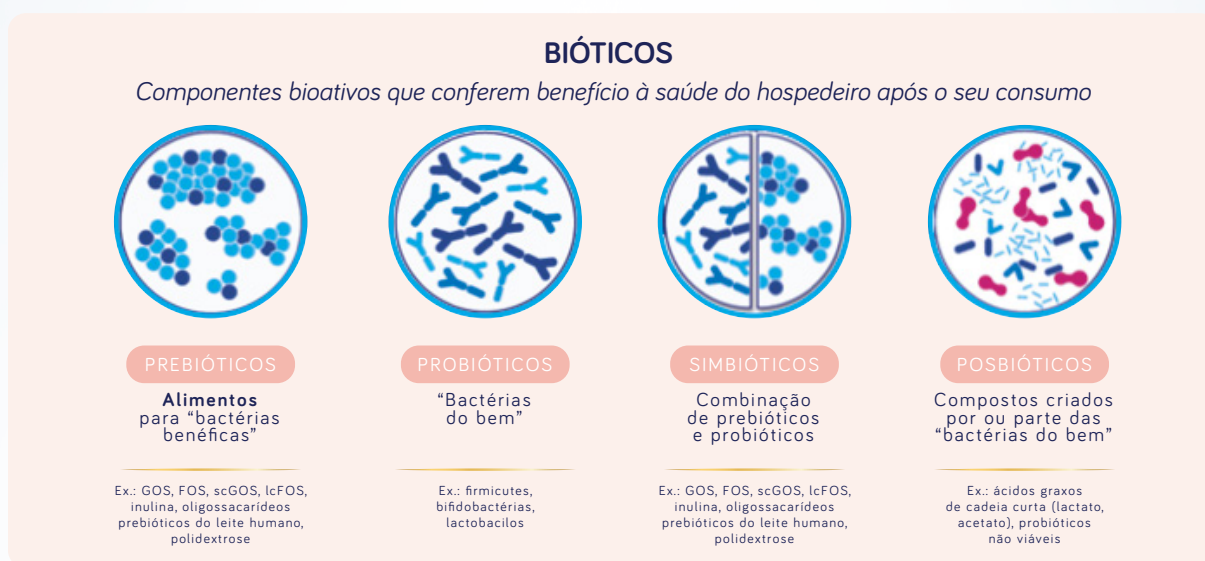 BIÓTICOS
Componentes bioativos que conferem benefício à saúde do hospedeiro após o seu consumo
PREBIÓTICOS
Alimentos
para “bactérias
benéficas”
Ex.: GOS, FOS, scGOS, lcFOS,
inulina, oligossacarídeos
prebióticos do leite humano,
polidextrose
PROBIÓTICOS
“Bactérias
do bem”
Ex.: firmicutes,
bifidobactérias,
lactobacilos
SIMBIÓTICOS
Combinação
de prebióticos
e probióticos
Ex.: GOS, FOS, scGOS, lcFOS,
inulina, oligossacarídeos
prebióticos do leite humano,
polidextrose
POSBIÓTICOS
Compostos criados
por ou parte das
“bactérias do bem”
Ex.: ácidos graxos
de cadeia curta (lactato,
acetato), probióticos
não viáveis